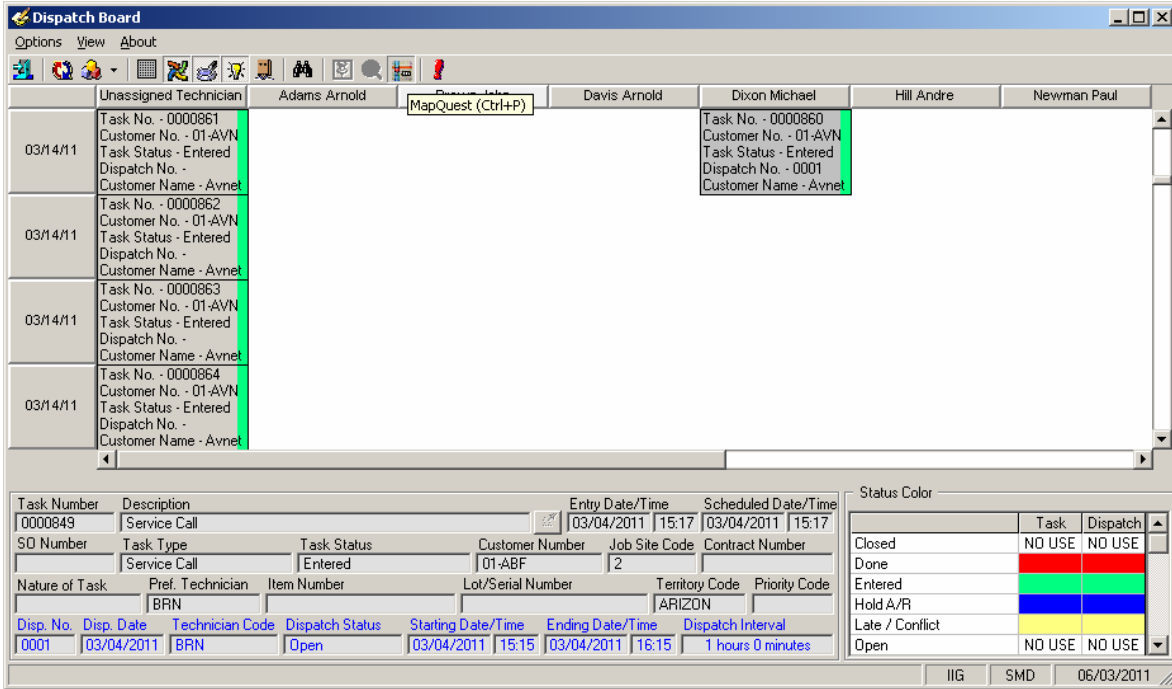 Dispatch Board
Options View About
Unassigned Technician Adams Arnold Davis Arnold Dixon Michael Hill Andre Newman Paul
MapQuest (Ctrl+P)
03/14/11
Task No. - 0000861
Customer No. - 01-AVN
Task Status - Entered
Dispatch No. -
Customer Name - Avnet
Task No. - 0000860
Customer No. - 01-AVN
Task Status - Entered
Dispatch No. - 0001
Customer Name - Avnet
03/14/11
Task No. - 0000862
Customer No. - 01-AVN
Task Status - Entered
Dispatch No. -
Customer Name - Avnet
03/14/11
Task No. - 0000863
Customer No. - 01-AVN
Task Status - Entered
Dispatch No. -
Customer Name - Avnet
03/14/11
Task No. - 0000864
Customer No. - 01-AVN
Task Status - Entered
Dispatch No. -
Customer Name - Avnet
Task Number Description Entry Date/Time Scheduled Date/Time
0000849 Service Call 03/04/2011 15:17 03/04/2011 15:17
SO Number Task Type Task Status Customer Number Job Site Code Contract Number
Service Call Entered 01-ABF 2
Nature of Task Pref. Technician Item Number Lot/Serial Number Territory Code Priority Code
BRN ARIZON
Disp. No. Disp. Date Technician Code Dispatch Status Starting Date/Time Ending Date/Time Dispatch Interval
0001 03/04/2011 BRN Open 03/04/2011 15:15 03/04/2011 16:15 1 hours 0 minutes
Status Color
Task Dispatch
Closed NO USE NO USE
Done
Entered
Hold A/R
Late / Conflict
Open NO USE NO USE
IIG SMD 06/03/2011